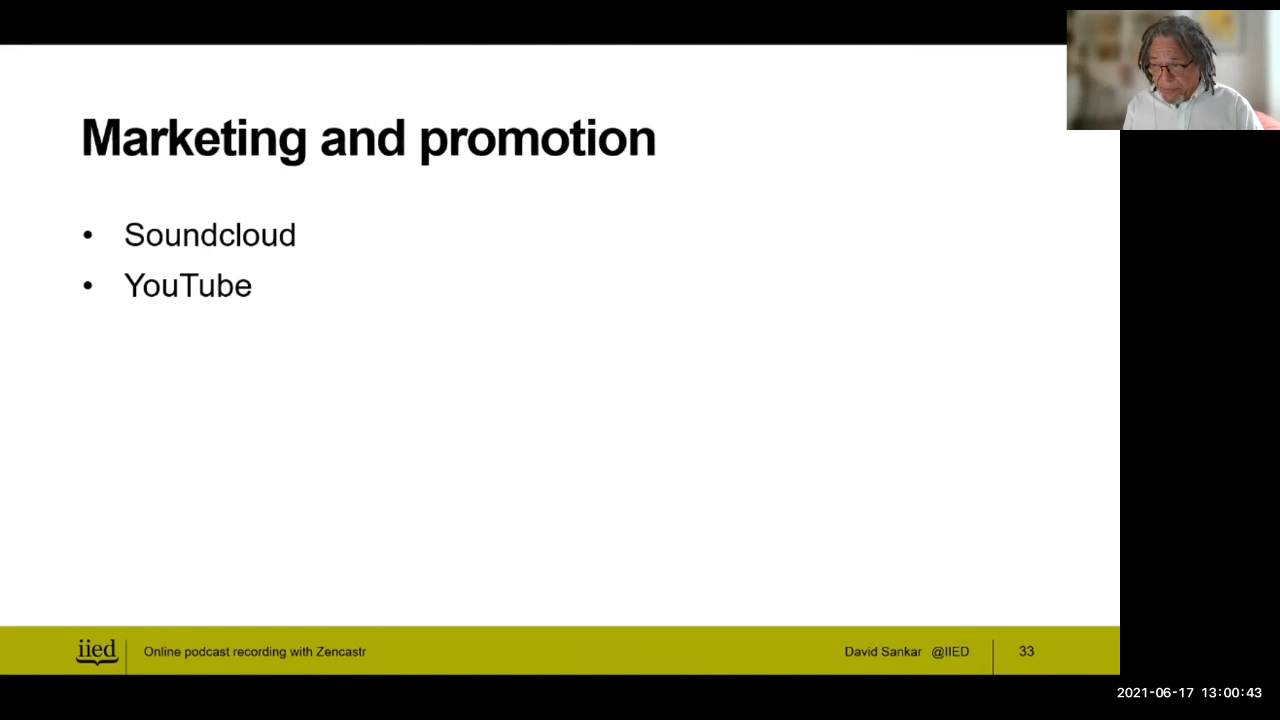 Marketing and promotion
• Soundcloud
• YouTube
iied
Online podcast recording with Zencastr
David Sankar @IIED
33
2021-06-17 13:00:43